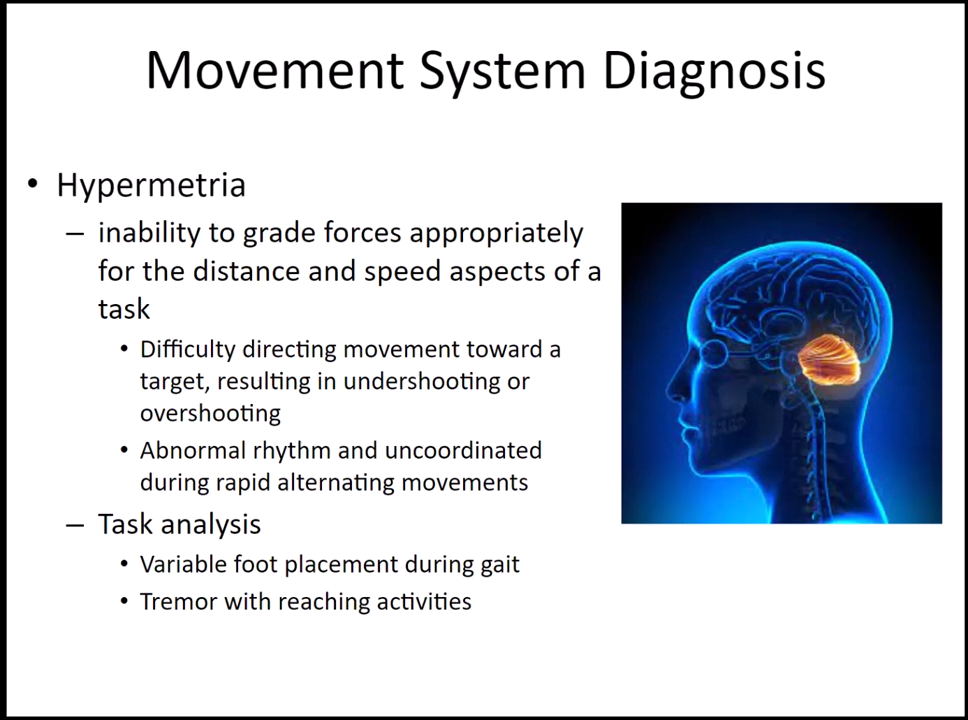 Movement System Diagnosis
• Hypermetria
– inability to grade forces appropriately
for the distance and speed aspects of a
task
• Difficulty directing movement toward a
target, resulting in undershooting or
overshooting
• Abnormal rhythm and uncoordinated
during rapid alternating movements
– Task analysis
• Variable foot placement during gait
• Tremor with reaching activities